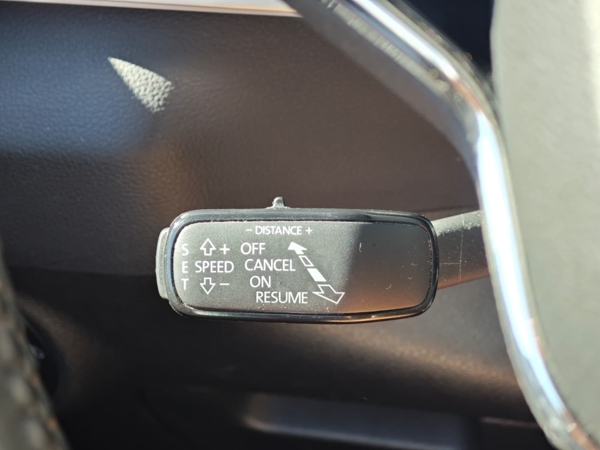 - DISTANCE +
S + OFF
E SPEED CANCEL
T - ON
RESUME